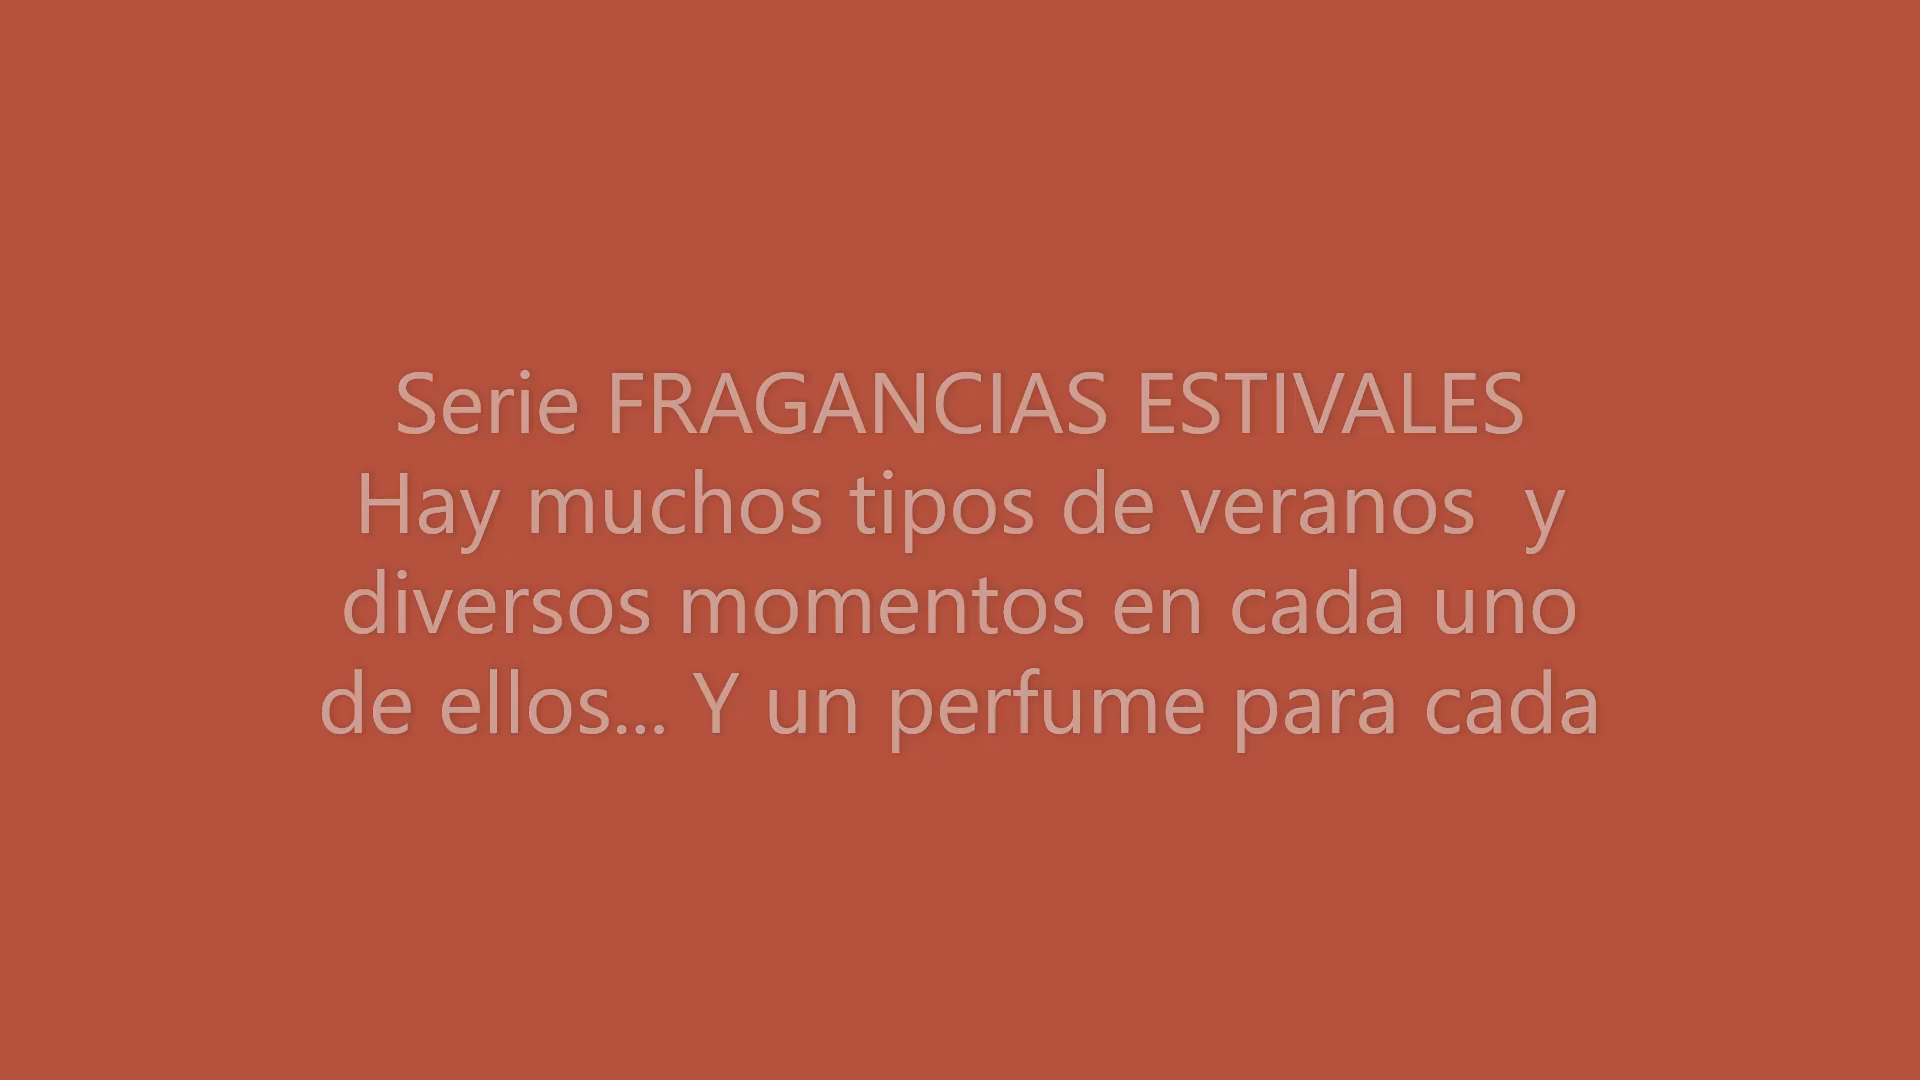 Serie FRAGANCIAS ESTIVALES
Hay muchos tipos de veranos  y
diversos momentos en cada uno
de ellos... Y un perfume para cada